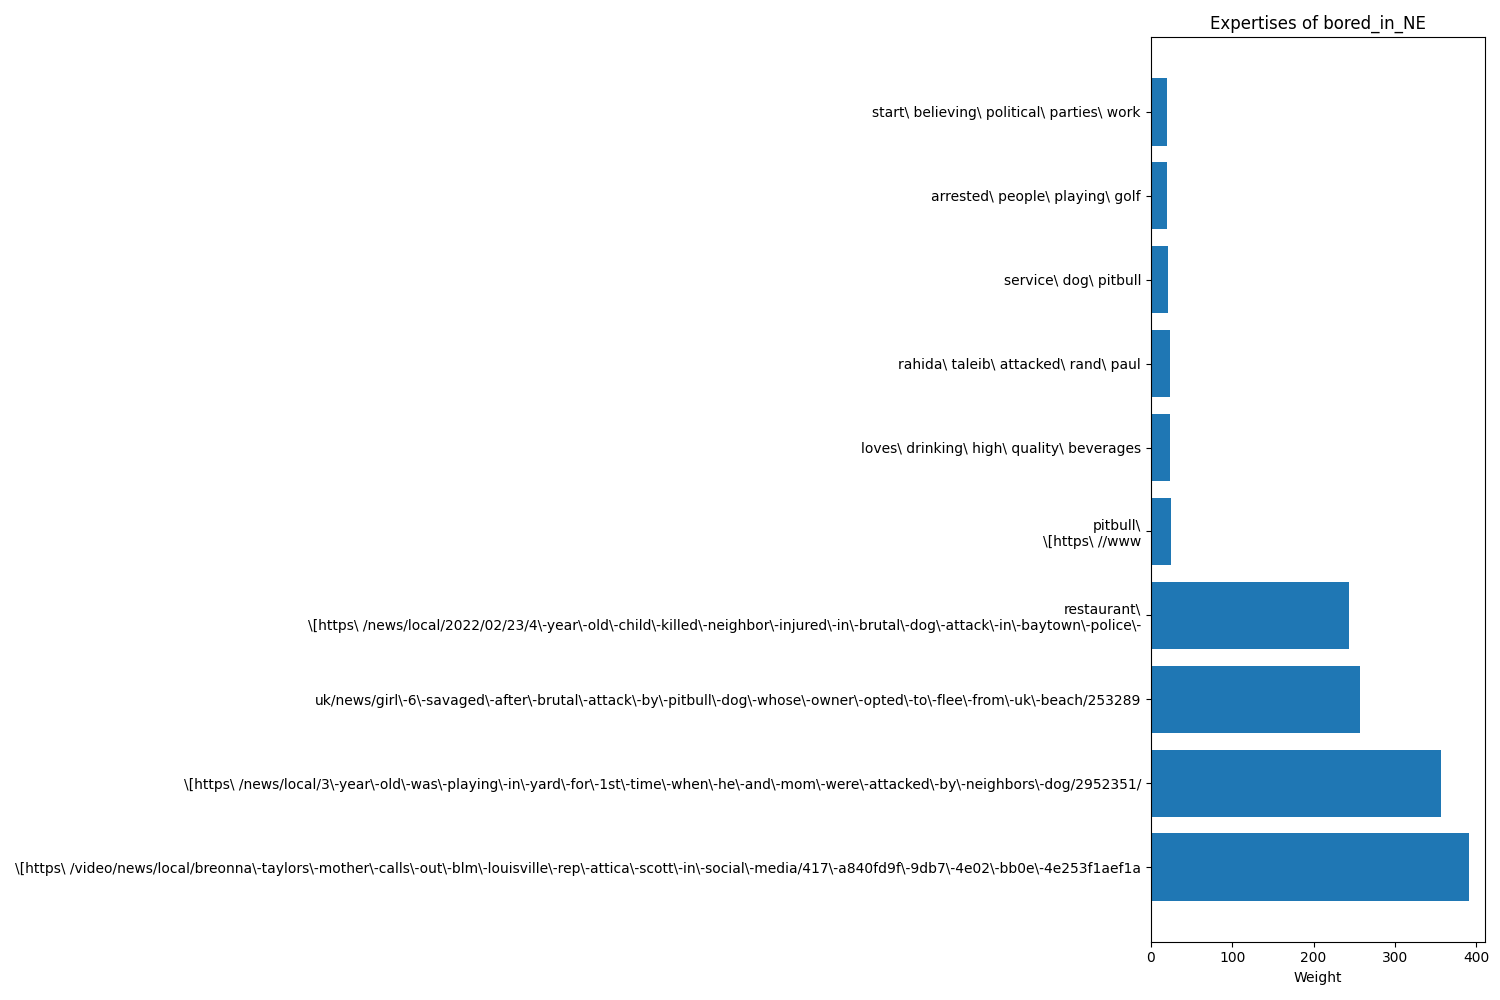 Expertises of bored_in_NE
start\ believing\ political\ parties\ work
arrested\ people\ playing\ golf
service\ dog\ pitbull
rahida\ taleib\ attacked\ rand\ paul
loves\ drinking\ high\ quality\ beverages
pitbull\
\[https\ //www
restaurant\
\[https\ /news/local/2022/02/23/4\-year\-old\-child\-killed\-neighbor\-injured\-in\-brutal\-dog\-attack\-in\-baytown\-police\-
uk/news/girl\-6\-savaged\-after\-brutal\-attack\-by\-pitbull\-dog\-whose\-owner\-opted\-to\-flee\-from\-uk\-beach/253289
\[https\ /news/local/3\-year\-old\-was\-playing\-in\-yard\-for\-1st\-time\-when\-he\-and\-mom\-were\-attacked\-by\-neighbors\-dog/2952351/
\[https\ /video/news/local/breonna\-taylors\-mother\-calls\-out\-blm\-louisville\-rep\-attica\-scott\-in\-social\-media/417\-a840fd9f\-9db7\-4e02\-bb0e\-4e253f1aef1a
0 100 200 300 400
Weight